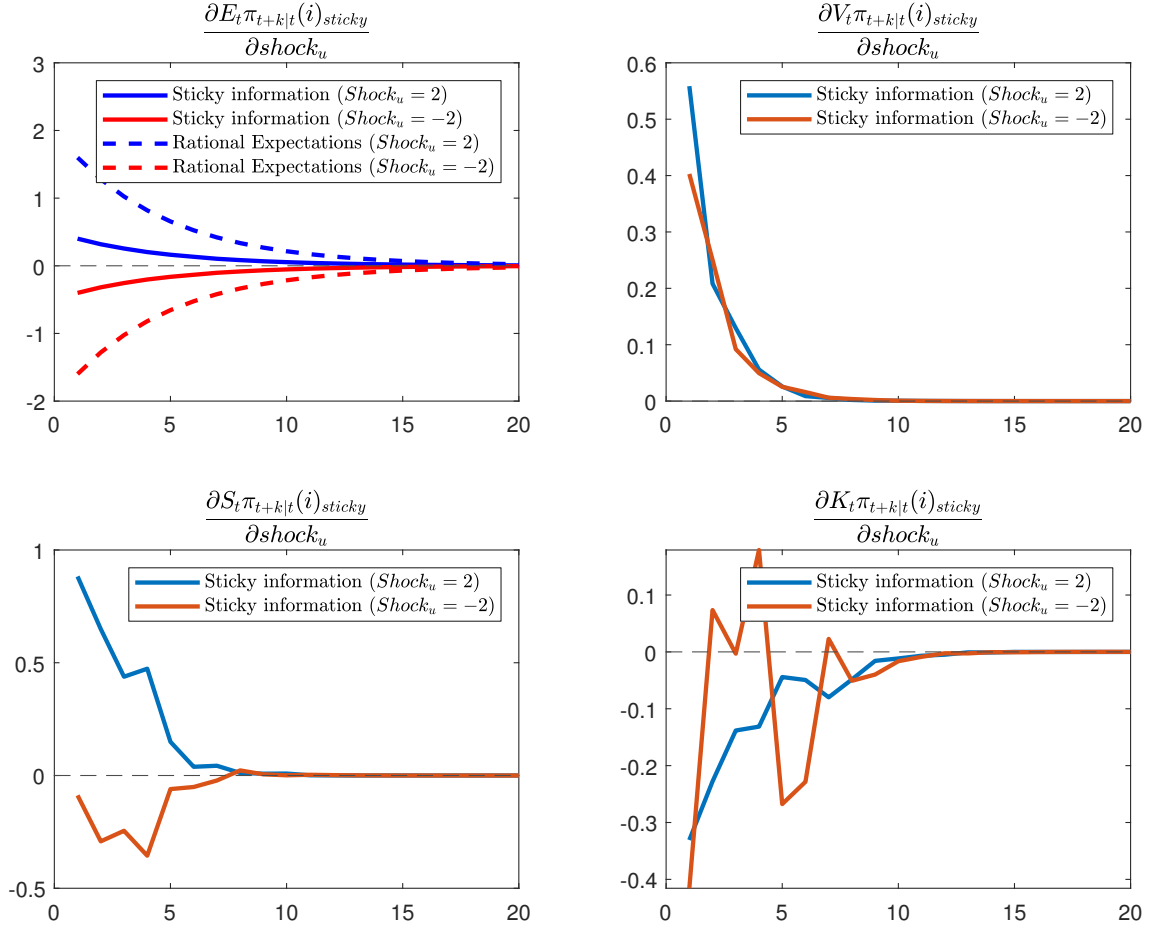 ∂E_tπ_{t+k|t}(i)_{sticky}
∂shock_u
3
2
1
0
-1
-2
0
5
10
15
20
Sticky information (Shock_u = 2)
Sticky information (Shock_u = −2)
Rational Expectations (Shock_u = 2)
Rational Expectations (Shock_u = −2)
∂V_tπ_{t+k|t}(i)_{sticky}
∂shock_u
0.6
0.5
0.4
0.3
0.2
0.1
0
0
5
10
15
20
Sticky information (Shock_u = 2)
Sticky information (Shock_u = −2)
∂S_tπ_{t+k|t}(i)_{sticky}
∂shock_u
1
0.5
0
-0.5
0
5
10
15
20
Sticky information (Shock_u = 2)
Sticky information (Shock_u = −2)
∂K_tπ_{t+k|t}(i)_{sticky}
∂shock_u
0.1
0
-0.1
-0.2
-0.3
-0.4
0
5
10
15
20
Sticky information (Shock_u = 2)
Sticky information (Shock_u = −2)